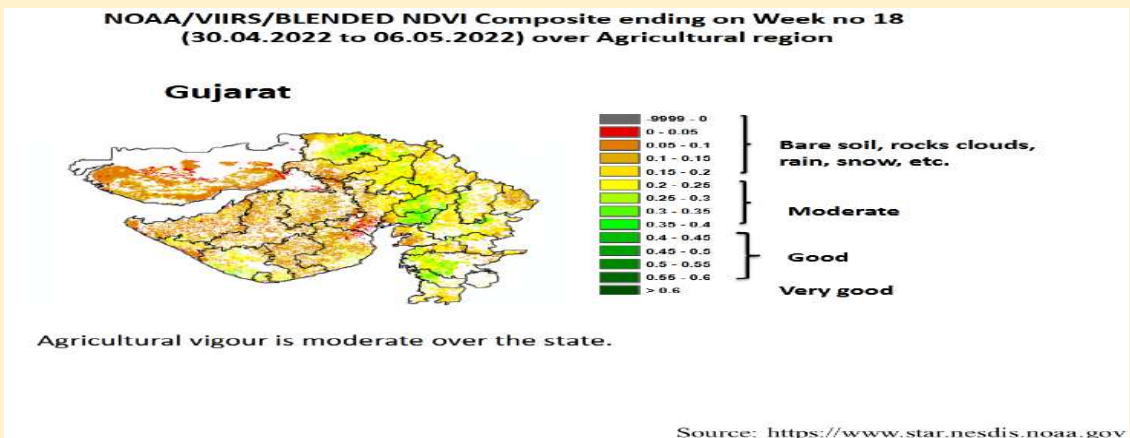 NOAA/VIIRS/BLENDED NDVI Composite ending on Week no 18
(30.04.2022 to 06.05.2022) over Agricultural region
Gujarat
-9999 - 0
0 - 0.05
0.05 - 0.1
0.1 - 0.15
0.15 - 0.2
0.2 - 0.25
0.25 - 0.3
0.3 - 0.35
0.35 - 0.4
0.4 - 0.45
0.45 - 0.5
0.5 - 0.55
0.55 - 0.6
> 0.6
Bare soil, rocks clouds,
rain, snow, etc.
Moderate
Good
Very good
Agricultural vigour is moderate over the state.
Source: https://www.star.nesdis.noaa.gov